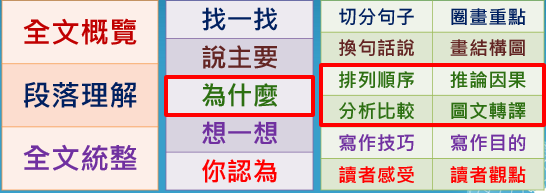 全文概覽
段落理解
全文統整
找一找
說主要
為什麼
想一想
你認為
切分句子 圈畫重點
換句話說 畫結構圖
排列順序 推論因果
分析比較 圖文轉譯
寫作技巧 寫作目的
讀者感受 讀者觀點